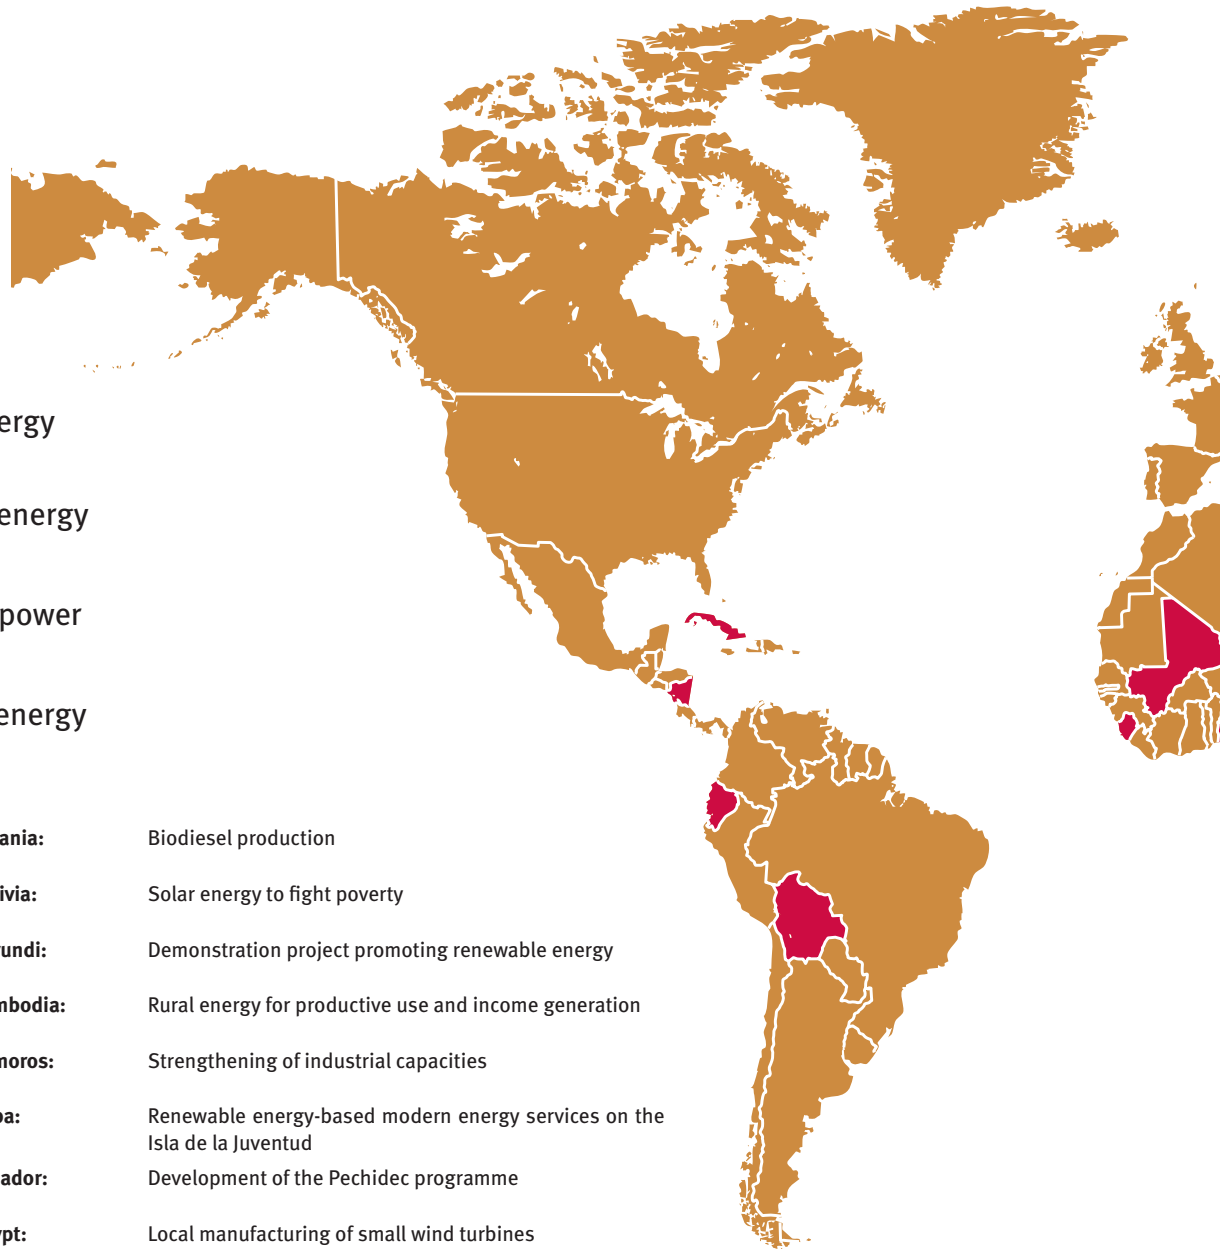 ergy
energy
power
energy
ania: Biodiesel production
ivia: Solar energy to fight poverty
undi: Demonstration project promoting renewable energy
mbodia: Rural energy for productive use and income generation
noros: Strengthening of industrial capacities
ba: Renewable energy-based modern energy services on the
Isla de la Juventud
ador: Development of the Pechidec programme
ypt: Local manufacturing of small wind turbines